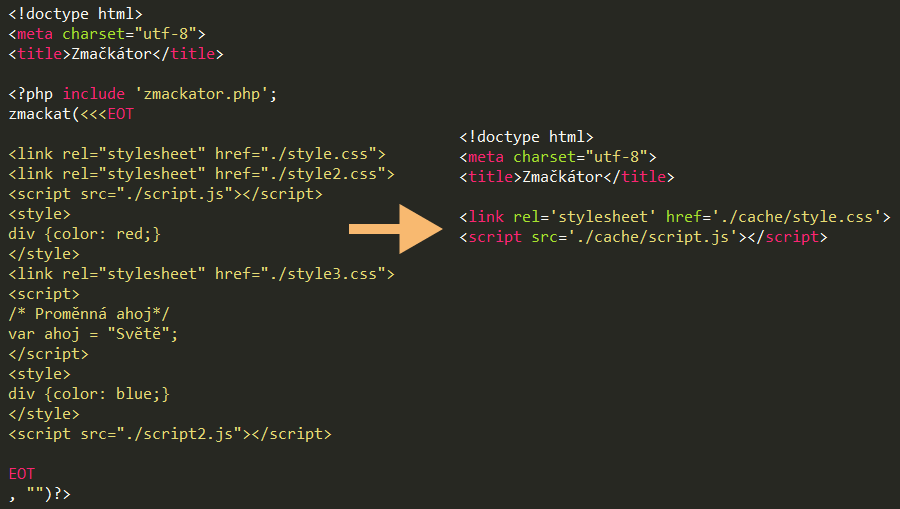 <!doctype html>
<meta charset="utf-8">
<title>Zmačkátor</title>
<?php include 'zmackator.php';
zmackat(<<<EOT
<link rel="stylesheet" href="./style.css">
<link rel="stylesheet" href="./style2.css">
<script src="./script.js"></script>
<style>
div {color: red;}
</style>
<link rel="stylesheet" href="./style3.css">
<script>
/* Proměnná ahoj*/
var ahoj = "Světě";
</script>
<style>
div {color: blue;}
</style>
<script src="./script2.js"></script>
EOT
, "")?>
<!doctype html>
<meta charset="utf-8">
<title>Zmačkátor</title>
<link rel='stylesheet' href='./cache/style.css'>
<script src='./cache/script.js'></script>